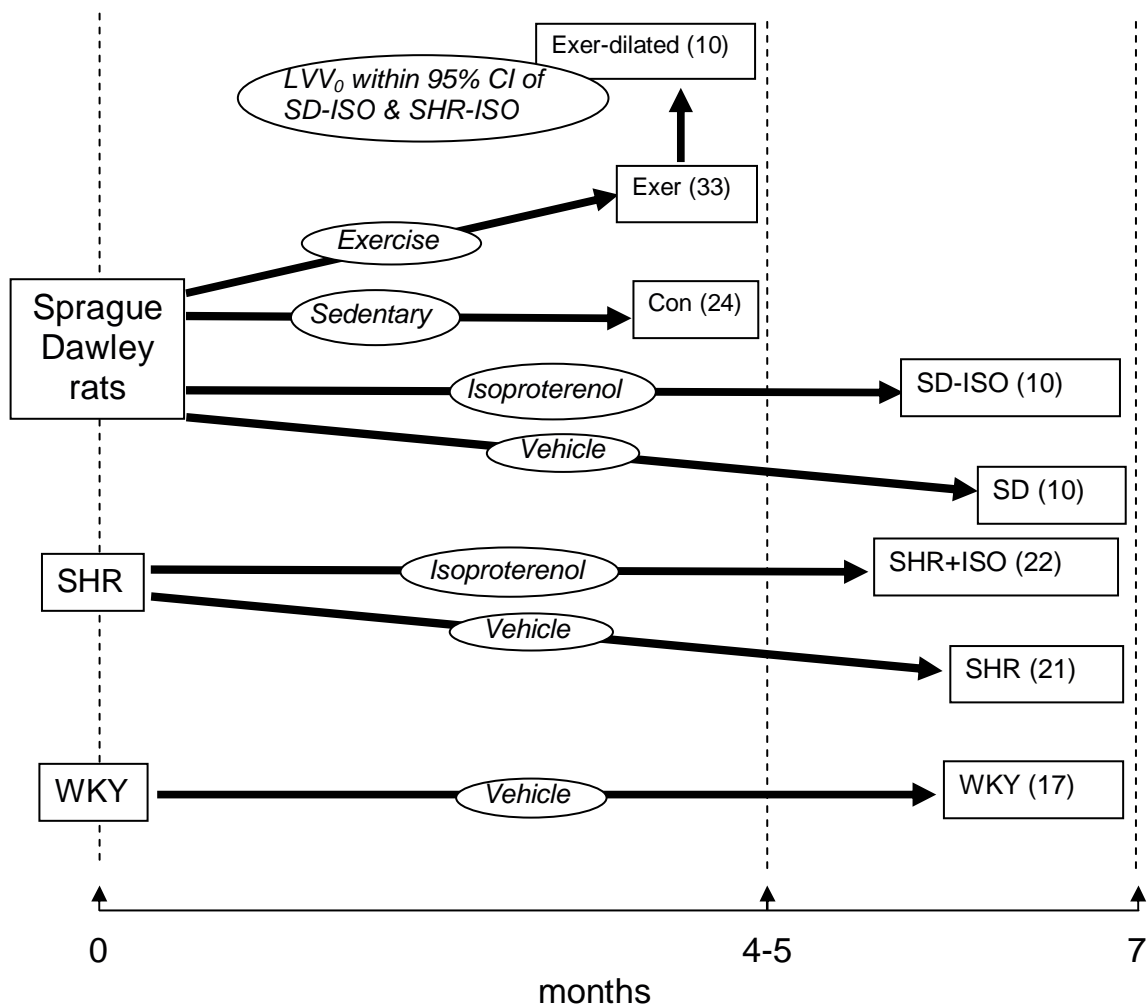 Exer-dilated (10)
LVV₀ within 95% CI of
SD-ISO & SHR-ISO
Exer (33)
Exercise
Sprague
Dawley
rats
Sedentary
Con (24)
Isoproterenol
SD-ISO (10)
Vehicle
SD (10)
SHR
Isoproterenol
SHR+ISO (22)
Vehicle
SHR (21)
WKY
Vehicle
WKY (17)
0
4-5
7
months